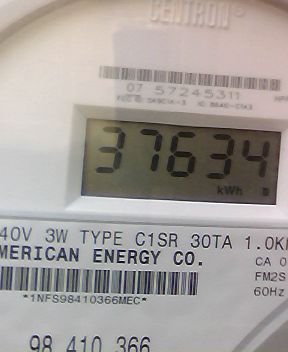 CENTRON®
07 57245311
37634
kWh
40V 3W TYPE C1SR 30TA 1.0K
MERICAN ENERGY CO.
CA 0
FM2S
60Hz
*1NFS98410366MEC*
98 410 366